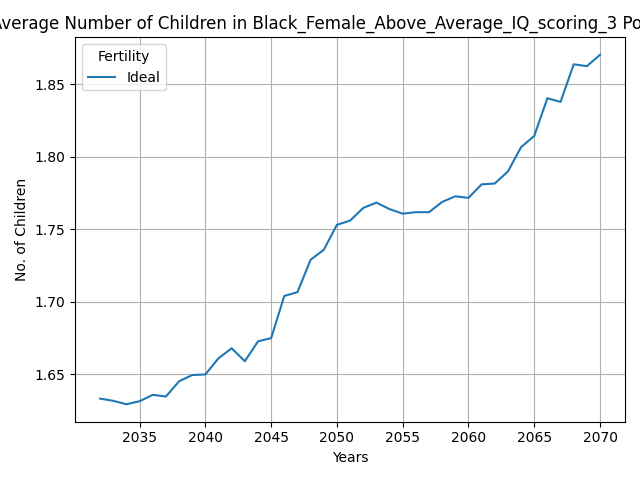 Average Number of Children in Black_Female_Above_Average_IQ_scoring_3 Po
Fertility
Ideal
No. of Children
1.85
1.80
1.75
1.70
1.65
2035 2040 2045 2050 2055 2060 2065 2070
Years